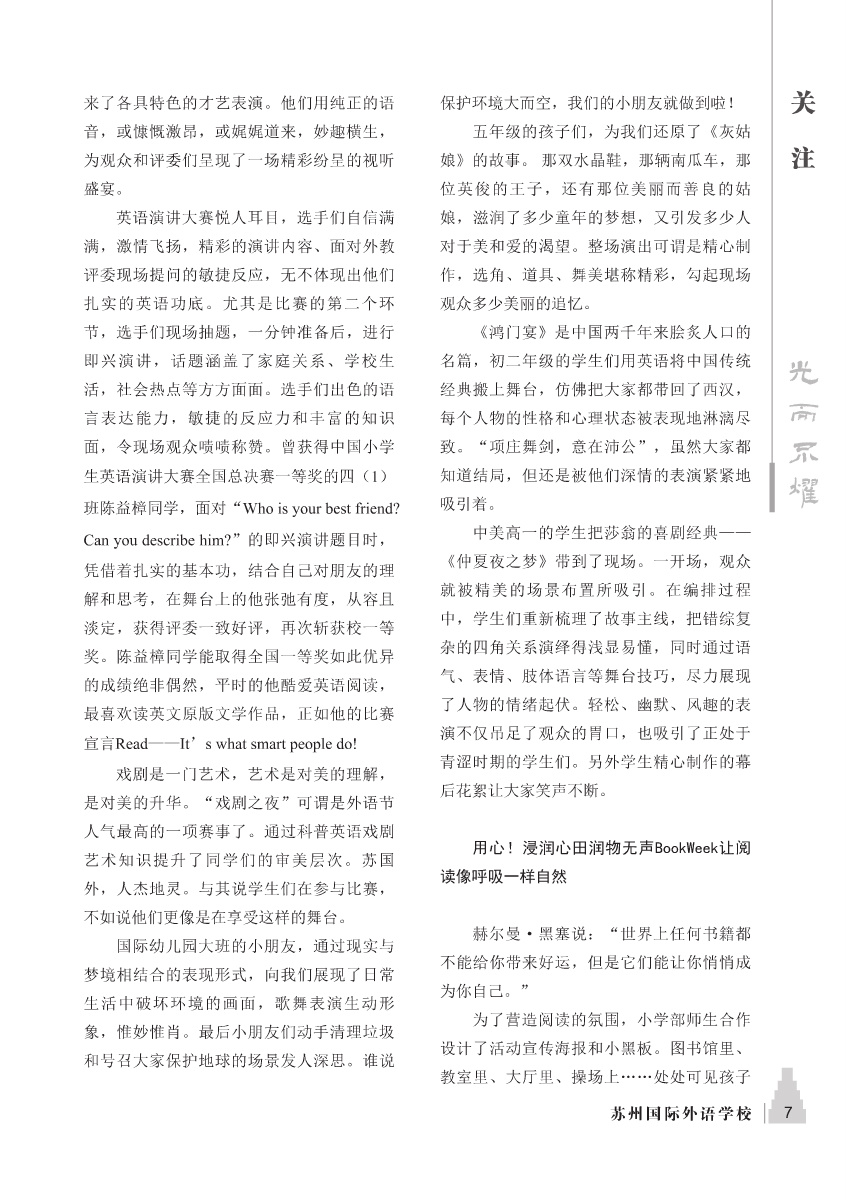 来了各具特色的才艺表演。他们用纯正的语
音，或慷慨激昂，或娓娓道来，妙趣横生，
为观众和评委们呈现了一场精彩纷呈的视听
盛宴。
英语演讲大赛悦人耳目，选手们自信满
满，激情飞扬，精彩的演讲内容、面对外教
评委现场提问的敏捷反应，无不体现出他们
扎实的英语功底。尤其是比赛的第二个环
节，选手们现场抽题，一分钟准备后，进行
即兴演讲，话题涵盖了家庭关系、学校生
活，社会热点等方方面面。选手们出色的语
言表达能力，敏捷的反应力和丰富的知识
面，令现场观众啧啧称赞。曾获得中国小学
生英语演讲大赛全国总决赛一等奖的四（1）
班陈益樟同学，面对“Who is your best friend?
Can you describe him?”的即兴演讲题目时，
凭借着扎实的基本功，结合自己对朋友的理
解和思考，在舞台上的他张弛有度，从容且
淡定，获得评委一致好评，再次斩获校一等
奖。陈益樟同学能取得全国一等奖如此优异
的成绩绝非偶然，平时的他酷爱英语阅读，
最喜欢读英文原版文学作品，正如他的比赛
宣言Read——It’s what smart people do!
戏剧是一门艺术，艺术是对美的理解，
是对美的升华。“戏剧之夜”可谓是外语节
人气最高的一项赛事了。通过科普英语戏剧
艺术知识提升了同学们的审美层次。苏国
外，人杰地灵。与其说学生们在参与比赛，
不如说他们更像是在享受这样的舞台。
国际幼儿园大班的小朋友，通过现实与
梦境相结合的表现形式，向我们展现了日常
生活中破坏环境的画面，歌舞表演生动形
象，惟妙惟肖。最后小朋友们动手清理垃圾
和号召大家保护地球的场景发人深思。谁说
保护环境大而空，我们的小朋友就做到啦！
五年级的孩子们，为我们还原了《灰姑
娘》的故事。 那双水晶鞋，那辆南瓜车，那
位英俊的王子，还有那位美丽而善良的姑
娘，滋润了多少童年的梦想，又引发多少人
对于美和爱的渴望。整场演出可谓是精心制
作，选角、道具、舞美堪称精彩，勾起现场
观众多少美丽的追忆。
《鸿门宴》是中国两千年来脍炙人口的
名篇，初二年级的学生们用英语将中国传统
经典搬上舞台，仿佛把大家都带回了西汉，
每个人物的性格和心理状态被表现地淋漓尽
致。“项庄舞剑，意在沛公”，虽然大家都
知道结局，但还是被他们深情的表演紧紧地
吸引着。
中美高一的学生把莎翁的喜剧经典——
《仲夏夜之梦》带到了现场。一开场，观众
就被精美的场景布置所吸引。在编排过程
中，学生们重新梳理了故事主线，把错综复
杂的四角关系演绎得浅显易懂，同时通过语
气、表情、肢体语言等舞台技巧，尽力展现
了人物的情绪起伏。轻松、幽默、风趣的表
演不仅吊足了观众的胃口，也吸引了正处于
青涩时期的学生们。另外学生精心制作的幕
后花絮让大家笑声不断。
用心！浸润心田润物无声BookWeek让阅
读像呼吸一样自然
赫尔曼·黑塞说：“世界上任何书籍都
不能给你带来好运，但是它们能让你悄悄成
为你自己。”
为了营造阅读的氛围，小学部师生合作
设计了活动宣传海报和小黑板。图书馆里、
教室里、大厅里、操场上……处处可见孩子
关注
光而不耀
苏州国际外语学校 7